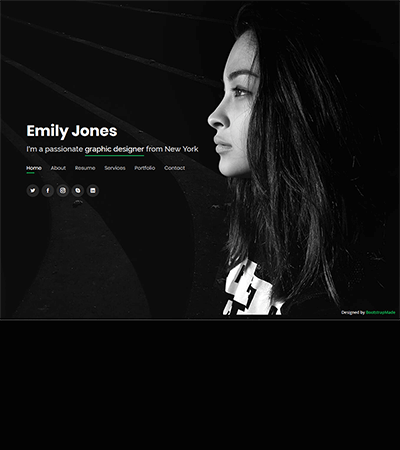 Emily Jones
I'm a passionate graphic designer from New York
Home About Resume Services Portfolio Contact
Designed by BootstrapMade